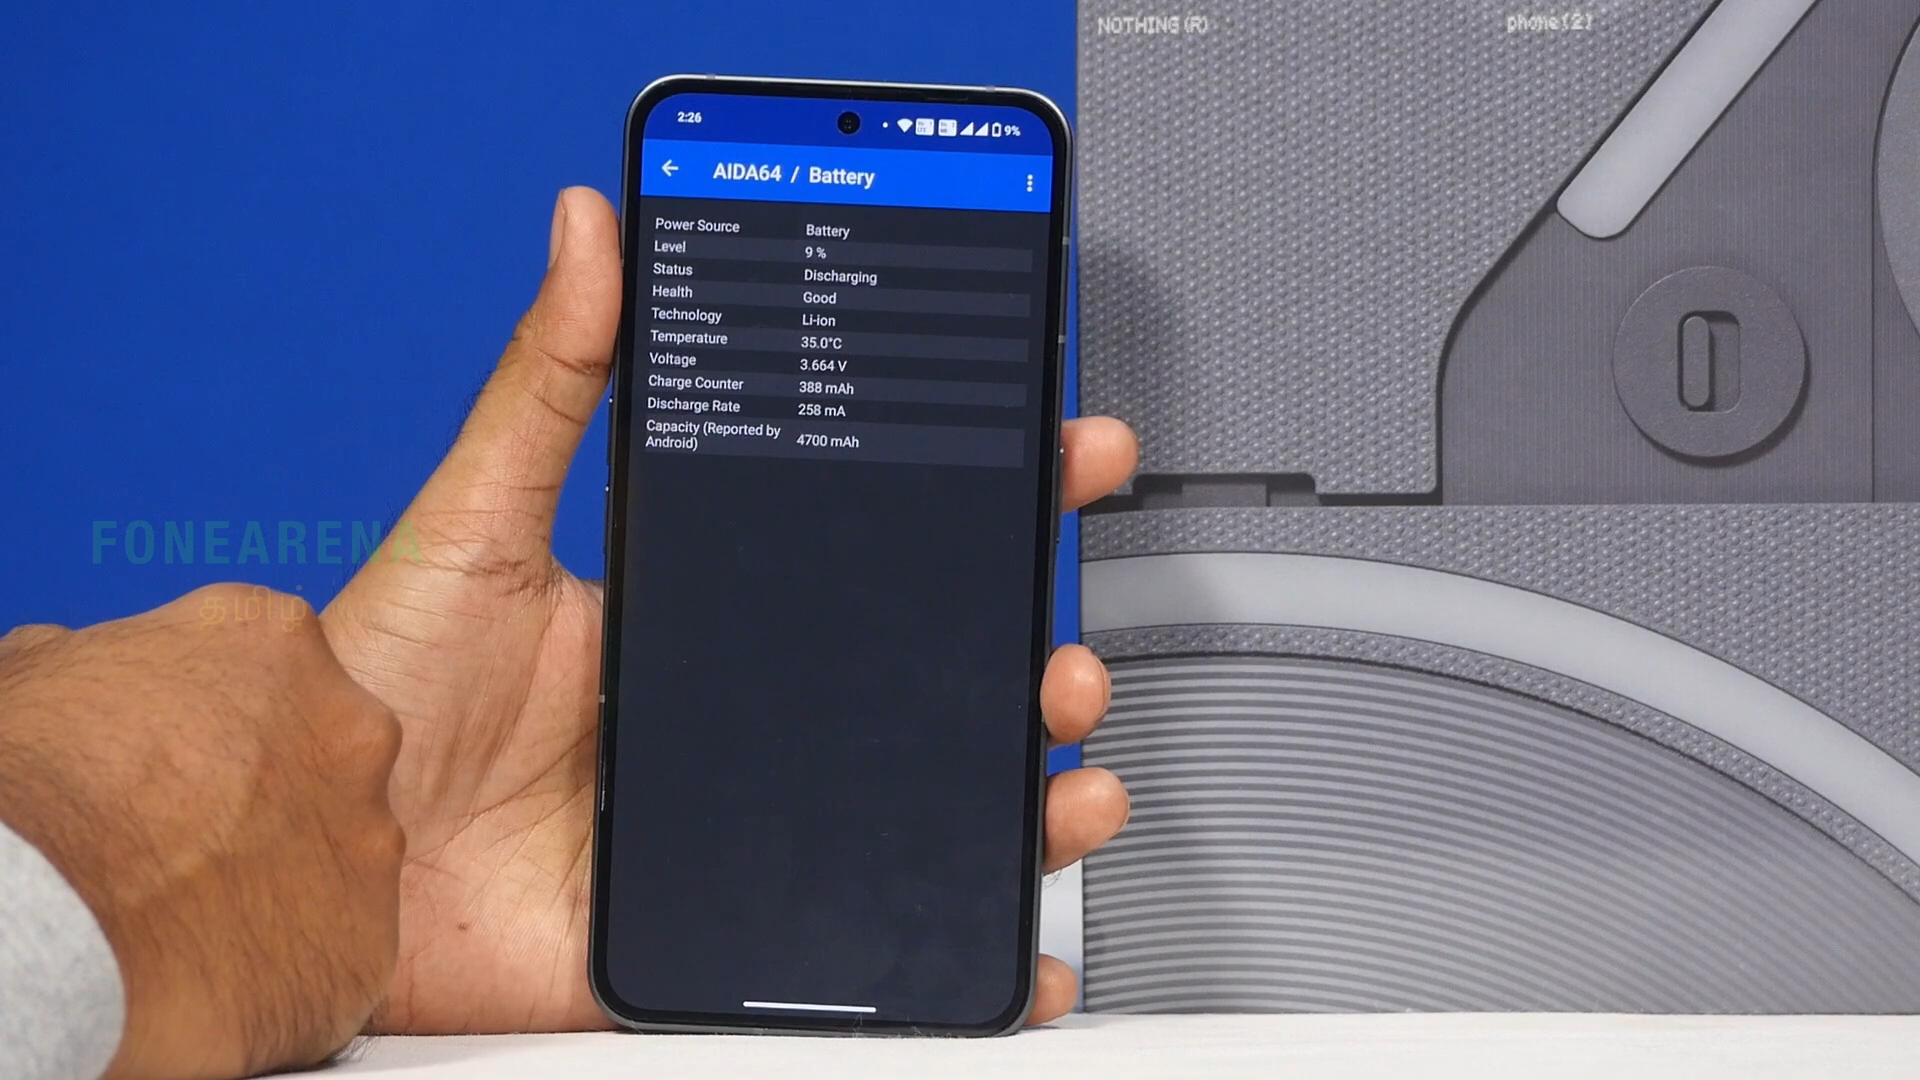 NOTHING (R) phone (2)
2:26 9%
AIDA64 / Battery
Power Source Battery
Level 9 %
Status Discharging
Health Good
Technology Li-ion
Temperature 35.0°C
Voltage 3.664 V
Charge Counter 388 mAh
Discharge Rate 258 mA
Capacity (Reported by
Android) 4700 mAh
FONEARENA
தமிழ்